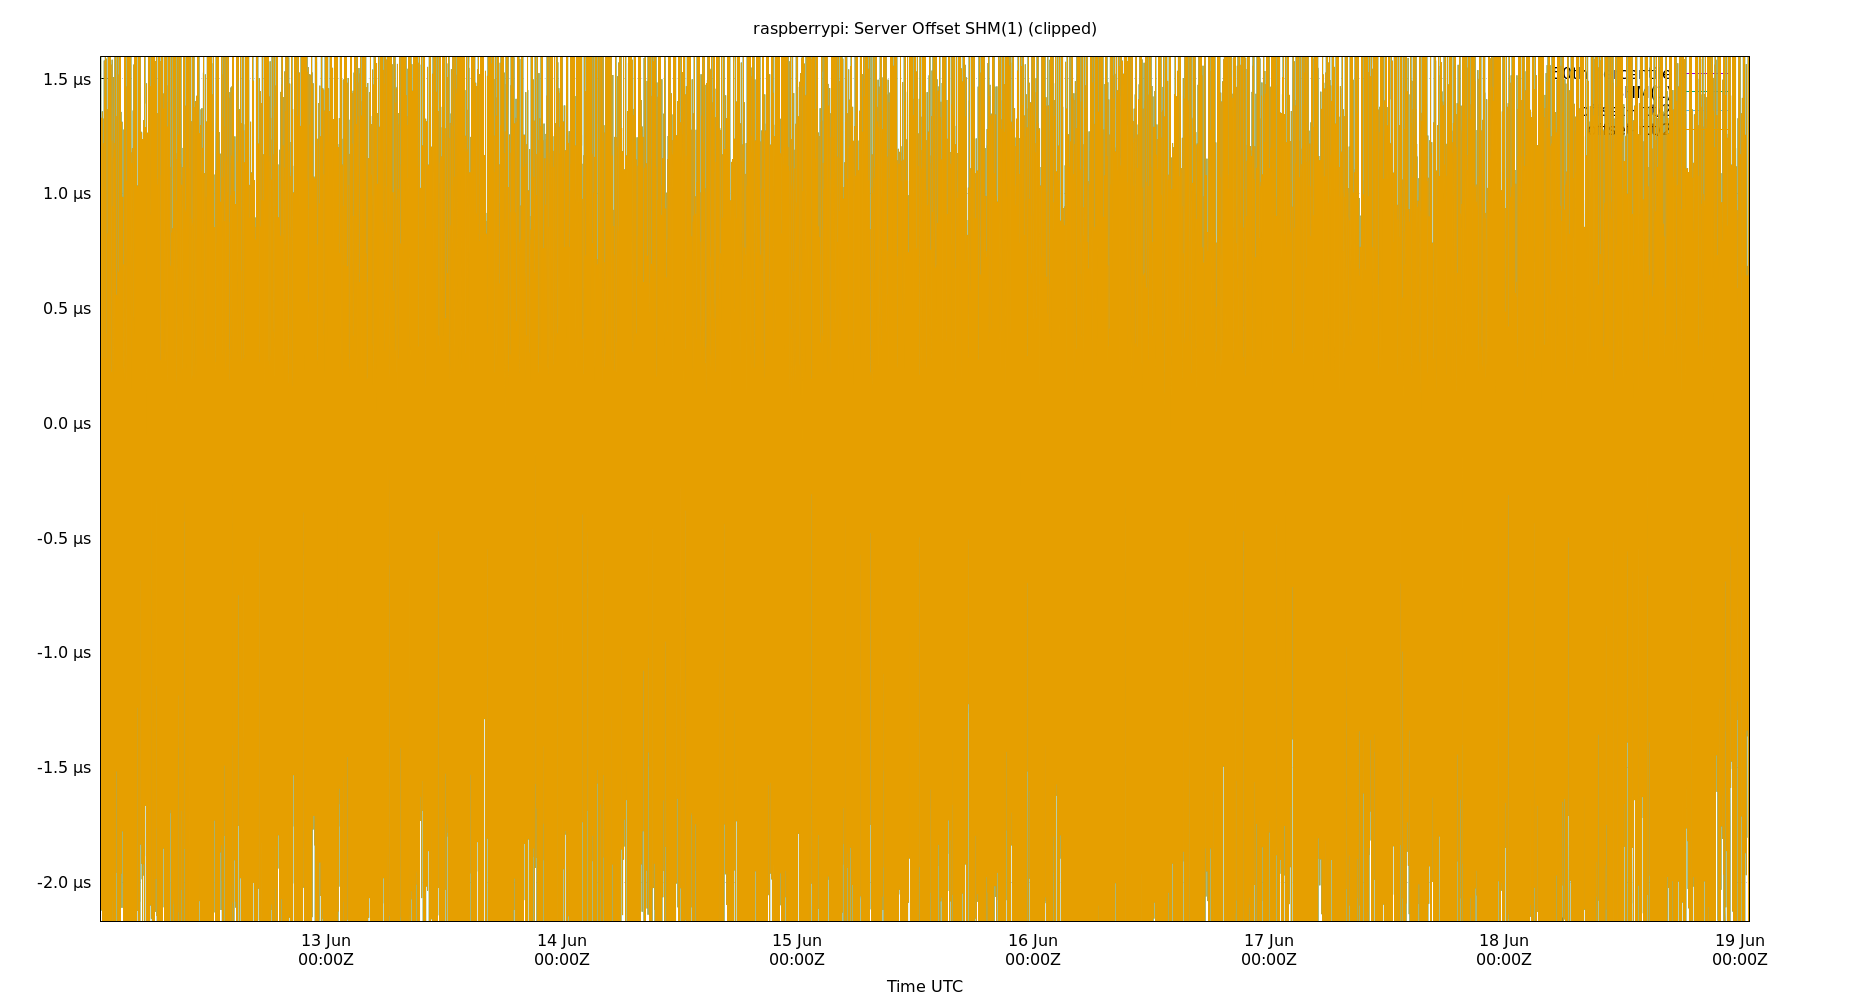 raspberrypi: Server Offset SHM(1) (clipped)
1.5 µs
1.0 µs
0.5 µs
0.0 µs
-0.5 µs
-1.0 µs
-1.5 µs
-2.0 µs
13 Jun
00:00Z
14 Jun
00:00Z
15 Jun
00:00Z
16 Jun
00:00Z
17 Jun
00:00Z
18 Jun
00:00Z
19 Jun
00:00Z
Time UTC